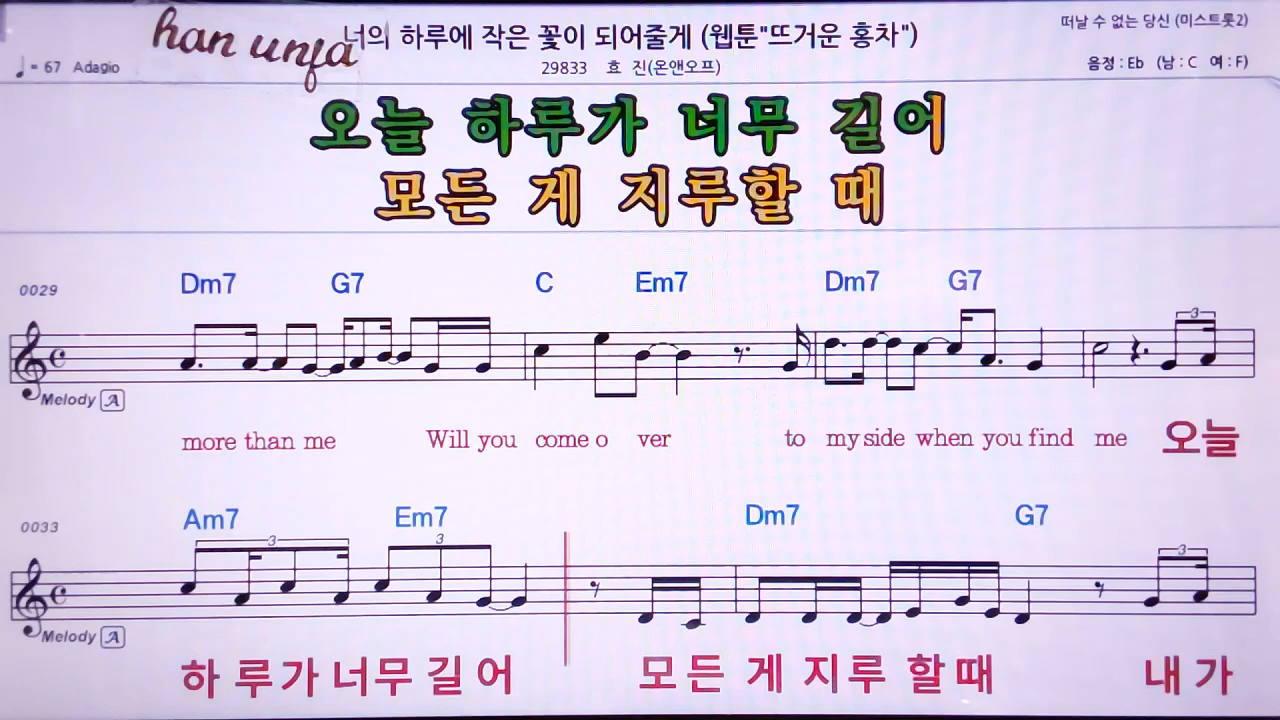 han unfa
너의 하루에 작은 꽃이 되어줄게 (웹툰"뜨거운 홍차")
떠날 수 없는 당신 (미스트롯2)
♩= 67 Adagio
29833 효 진(온앤오프)
음정 : Eb (남 : C 여 : F)
오늘 하루가 너무 길어
모든 게 지루할 때
0029 Dm7 G7 C Em7 Dm7 G7
3
Melody A
more than me Will you come o ver to my side when you find me 오늘
0033 Am7 Em7 Dm7 G7
3 3 3
Melody A
하 루가 너무 길 어 모 든 게 지루 할 때 내 가